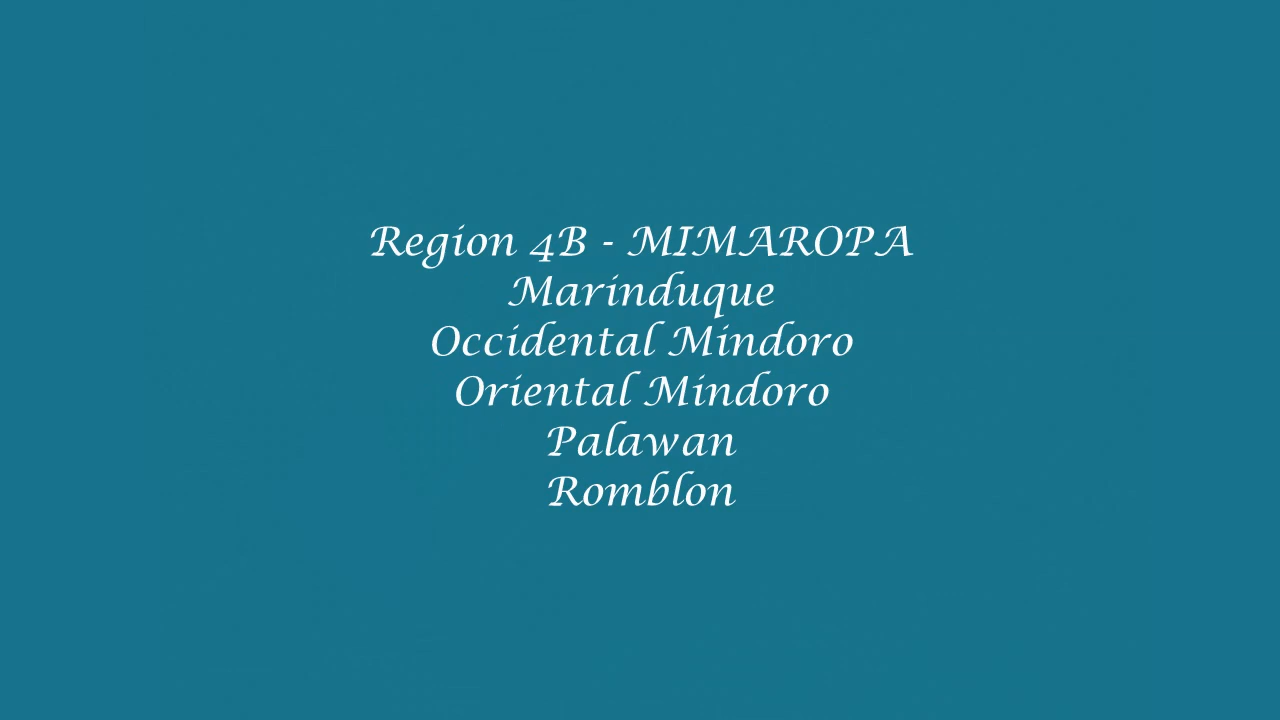 Region 4B - MIMAROPA
Marinduque
Occidental Mindoro
Oriental Mindoro
Palawan
Romblon